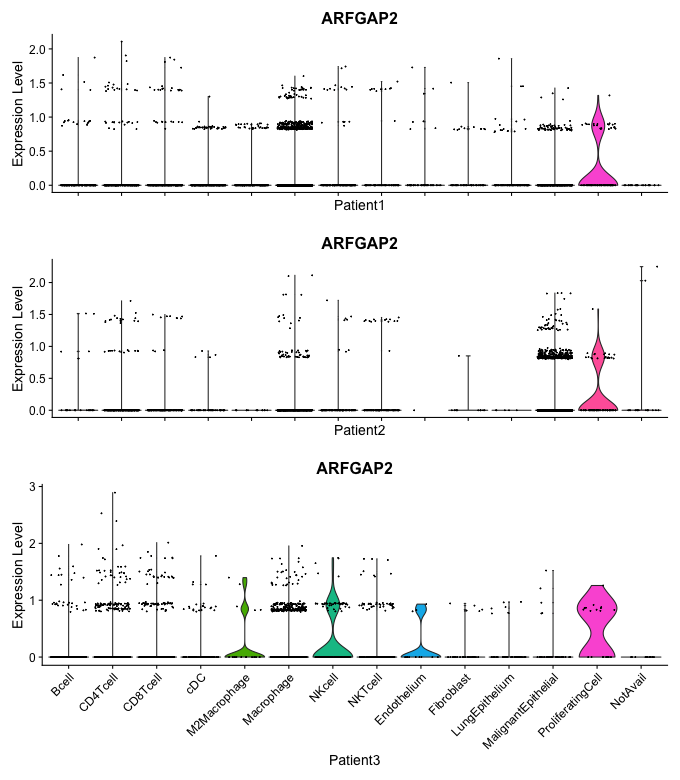 ARFGAP2
Expression Level
2.0
1.5
1.0
0.5
0.0
Patient1
ARFGAP2
Expression Level
2.0
1.5
1.0
0.5
0.0
Patient2
ARFGAP2
Expression Level
3
2
1
0
Bcell
CD4Tcell
CD8Tcell
cDC
M2Macrophage
Macrophage
NKcell
NKTcell
Endothelium
Fibroblast
LungEpithelium
MalignantEpithelial
ProliferatingCell
NotAvail
Patient3